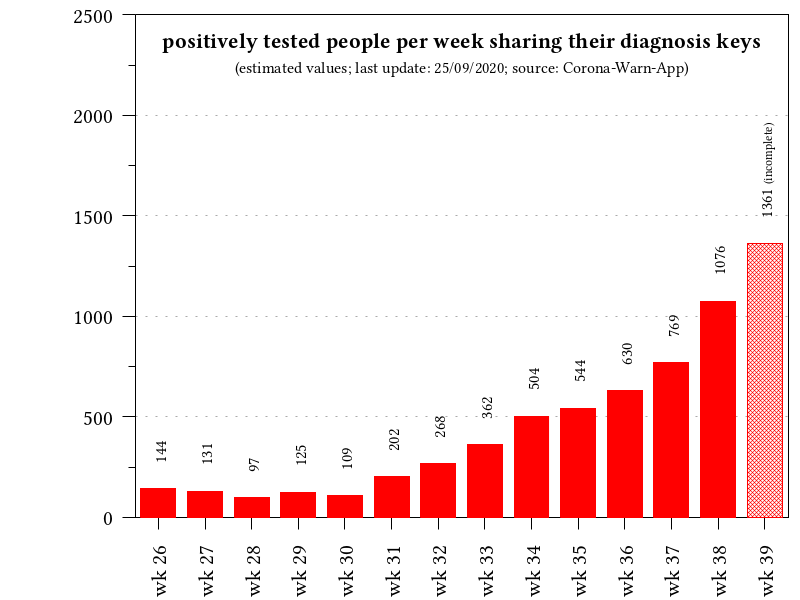 positively tested people per week sharing their diagnosis keys
(estimated values; last update: 25/09/2020; source: Corona-Warn-App)
2500
2000
1500
1000
500
0
144
131
97
125
109
202
268
362
504
544
630
769
1076
1361 (incomplete)
wk 26
wk 27
wk 28
wk 29
wk 30
wk 31
wk 32
wk 33
wk 34
wk 35
wk 36
wk 37
wk 38
wk 39